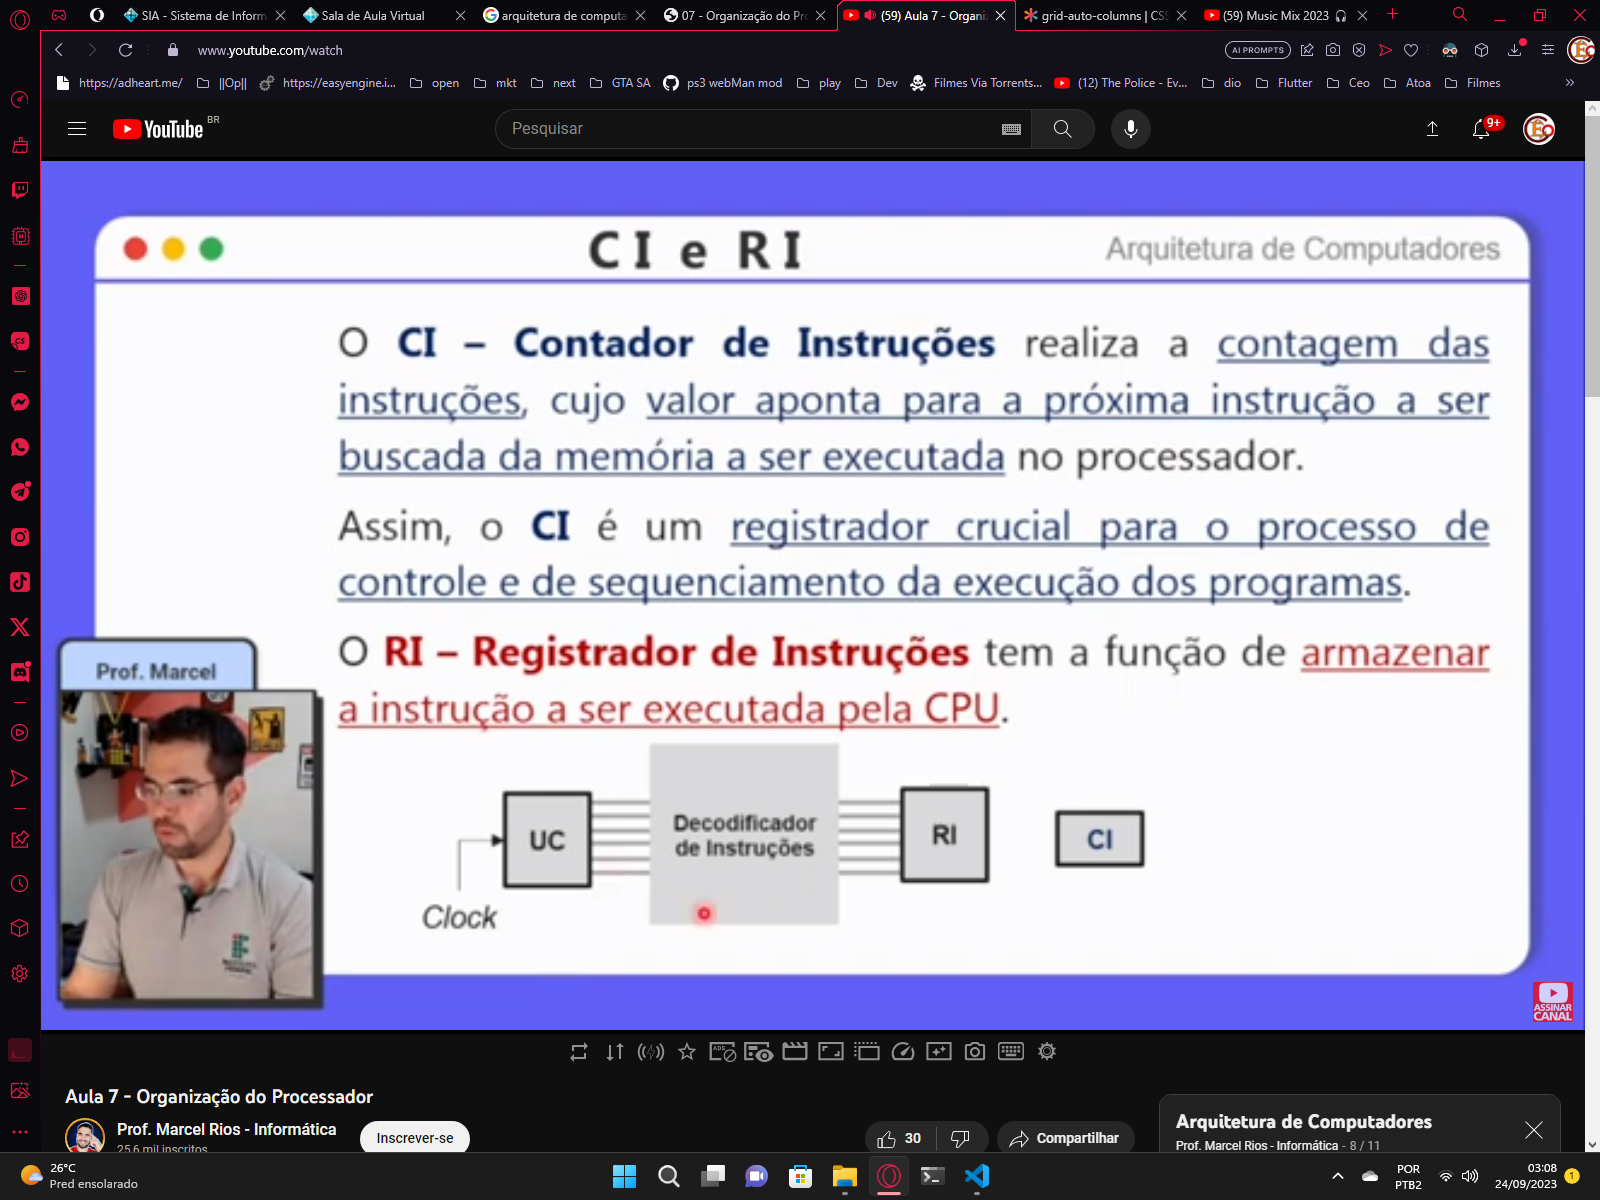 SIA - Sistema de Inform
Sala de Aula Virtual
arquitetura de computa
07 - Organização do Pr
(59) Aula 7 - Organi
grid-auto-columns | CSS
(59) Music Mix 2023
www.youtube.com/watch
AI PROMPTS
https://adheart.me/
||Op||
https://easyengine.i...
open
mkt
next
GTA SA
ps3 webMan mod
play
Dev
Filmes Via Torrents...
(12) The Police - Ev...
dio
Flutter
Ceo
Atoa
Filmes
YouTube BR
Pesquisar
9+
CI e RI
Arquitetura de Computadores
O CI – Contador de Instruções realiza a contagem das
instruções, cujo valor aponta para a próxima instrução a ser
buscada da memória a ser executada no processador.
Assim, o CI é um registrador crucial para o processo de
controle e de sequenciamento da execução dos programas.
O RI – Registrador de Instruções tem a função de armazenar
a instrução a ser executada pela CPU.
Prof. Marcel
UC
Decodificador
de Instruções
RI
CI
Clock
ASSINAR
CANAL
Aula 7 - Organização do Processador
Prof. Marcel Rios - Informática
25,6 mil inscritos
Inscrever-se
30
Compartilhar
Arquitetura de Computadores
Prof. Marcel Rios - Informática - 8 / 11
26°C
Pred ensolarado
POR
PTB2
03:08
24/09/2023
1